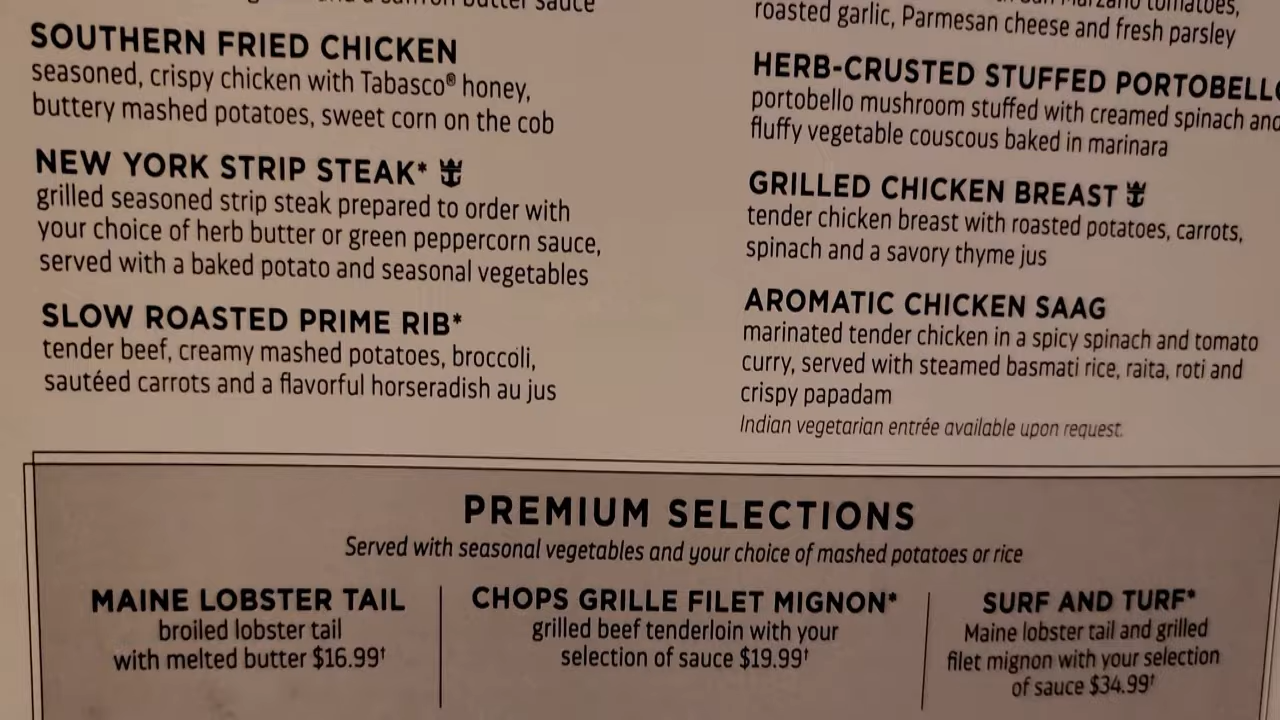 butter sauce
SOUTHERN FRIED CHICKEN
seasoned, crispy chicken with Tabasco® honey,
buttery mashed potatoes, sweet corn on the cob
NEW YORK STRIP STEAK*
grilled seasoned strip steak prepared to order with
your choice of herb butter or green peppercorn sauce,
served with a baked potato and seasonal vegetables
SLOW ROASTED PRIME RIB*
tender beef, creamy mashed potatoes, broccoli,
sautéed carrots and a flavorful horseradish au jus
tomatoes,
roasted garlic, Parmesan cheese and fresh parsley
HERB-CRUSTED STUFFED PORTOBELLO
portobello mushroom stuffed with creamed spinach and
fluffy vegetable couscous baked in marinara
GRILLED CHICKEN BREAST
tender chicken breast with roasted potatoes, carrots,
spinach and a savory thyme jus
AROMATIC CHICKEN SAAG
marinated tender chicken in a spicy spinach and tomato
curry, served with steamed basmati rice, raita, roti and
crispy papadam
Indian vegetarian entrée available upon request.
PREMIUM SELECTIONS
Served with seasonal vegetables and your choice of mashed potatoes or rice
MAINE LOBSTER TAIL
broiled lobster tail
with melted butter $16.99†
CHOPS GRILLE FILET MIGNON*
grilled beef tenderloin with your
selection of sauce $19.99†
SURF AND TURF*
Maine lobster tail and grilled
filet mignon with your selection
of sauce $34.99†